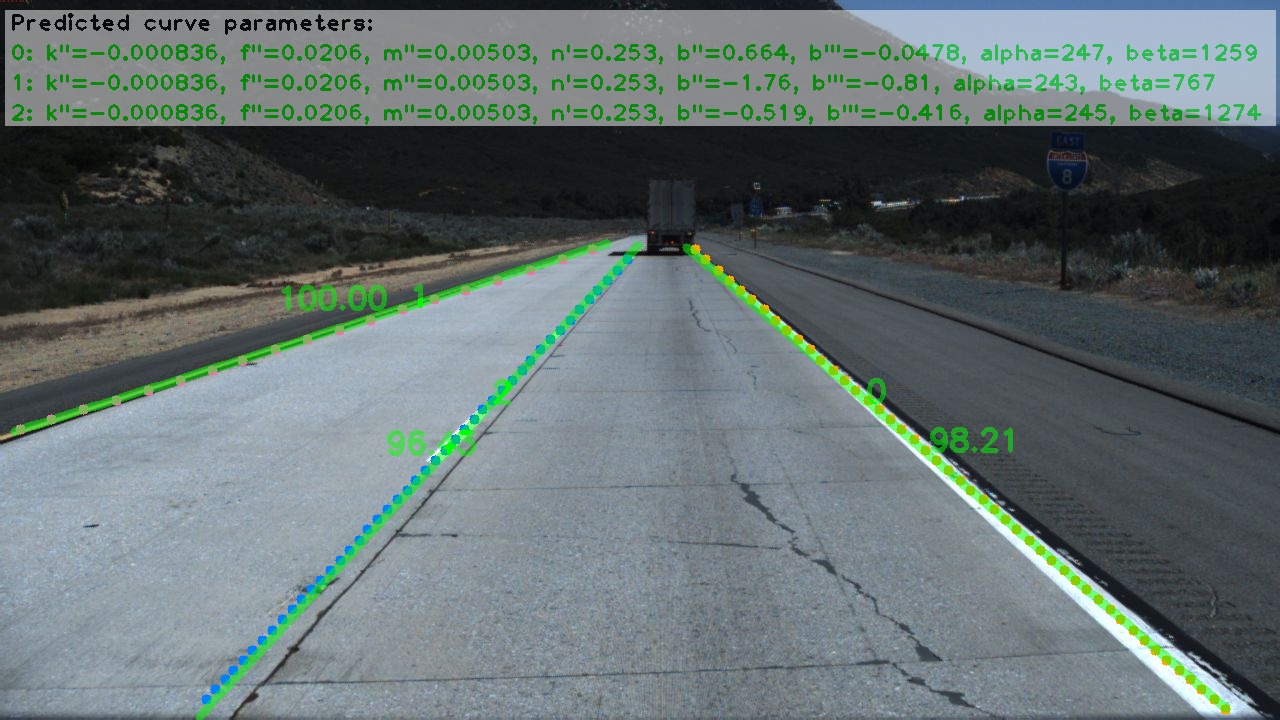 Predicted curve parameters:
0: k"=-0.000836, f"=0.0206, m"=0.00503, n'=0.253, b"=0.664, b'''=-0.0478, alpha=247, beta=1259
1: k"=-0.000836, f"=0.0206, m"=0.00503, n'=0.253, b"=-1.76, b'''=-0.81, alpha=243, beta=767
2: k"=-0.000836, f"=0.0206, m"=0.00503, n'=0.253, b"=-0.519, b'''=-0.416, alpha=245, beta=1274
EAST
8
100.00 1
0
98.21